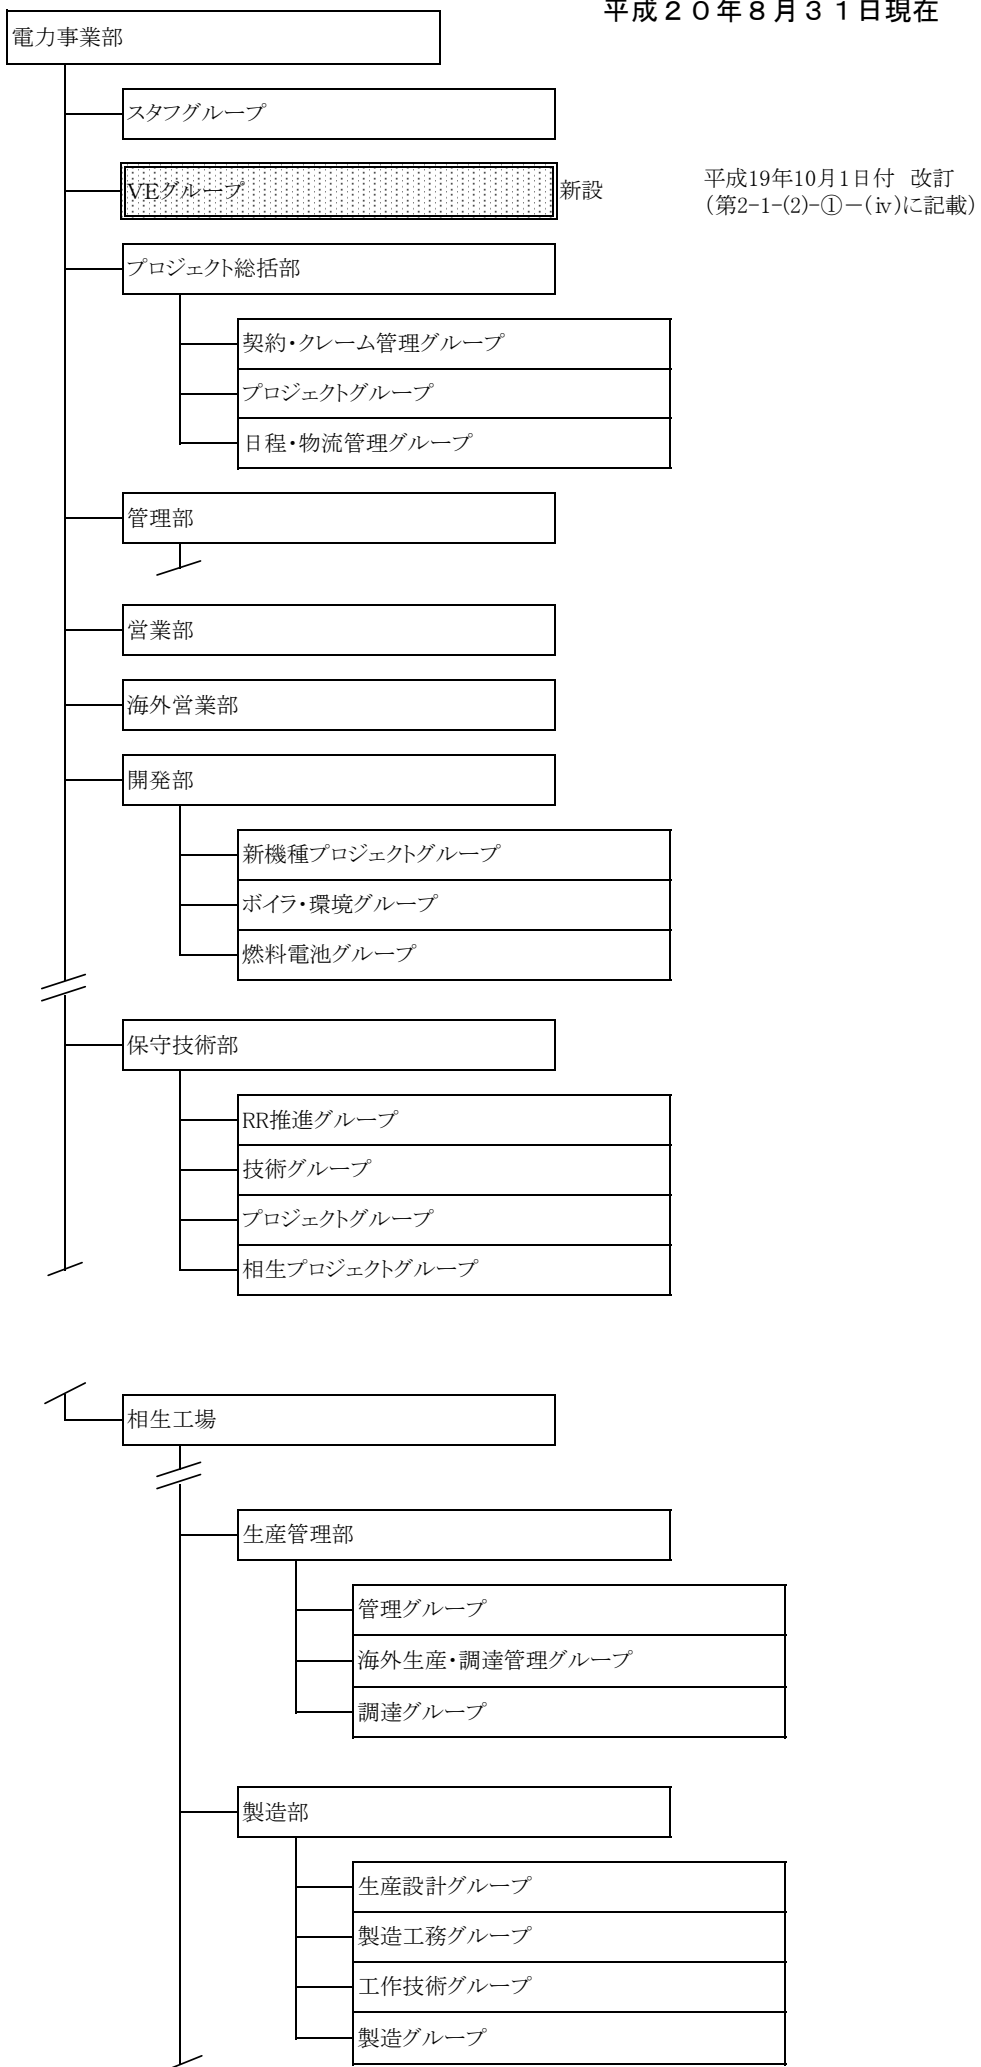 平成２０年８月３１日現在
電力事業部
スタフグループ
VEグループ
新設
平成19年10月1日付 改訂
（第2-1-(2)-①－(ⅳ)に記載）
プロジェクト総括部
契約・クレーム管理グループ
プロジェクトグループ
日程・物流管理グループ
管理部
営業部
海外営業部
開発部
新機種プロジェクトグループ
ボイラ・環境グループ
燃料電池グループ
保守技術部
RR推進グループ
技術グループ
プロジェクトグループ
相生プロジェクトグループ
相生工場
生産管理部
管理グループ
海外生産・調達管理グループ
調達グループ
製造部
生産設計グループ
製造工務グループ
工作技術グループ
製造グループ